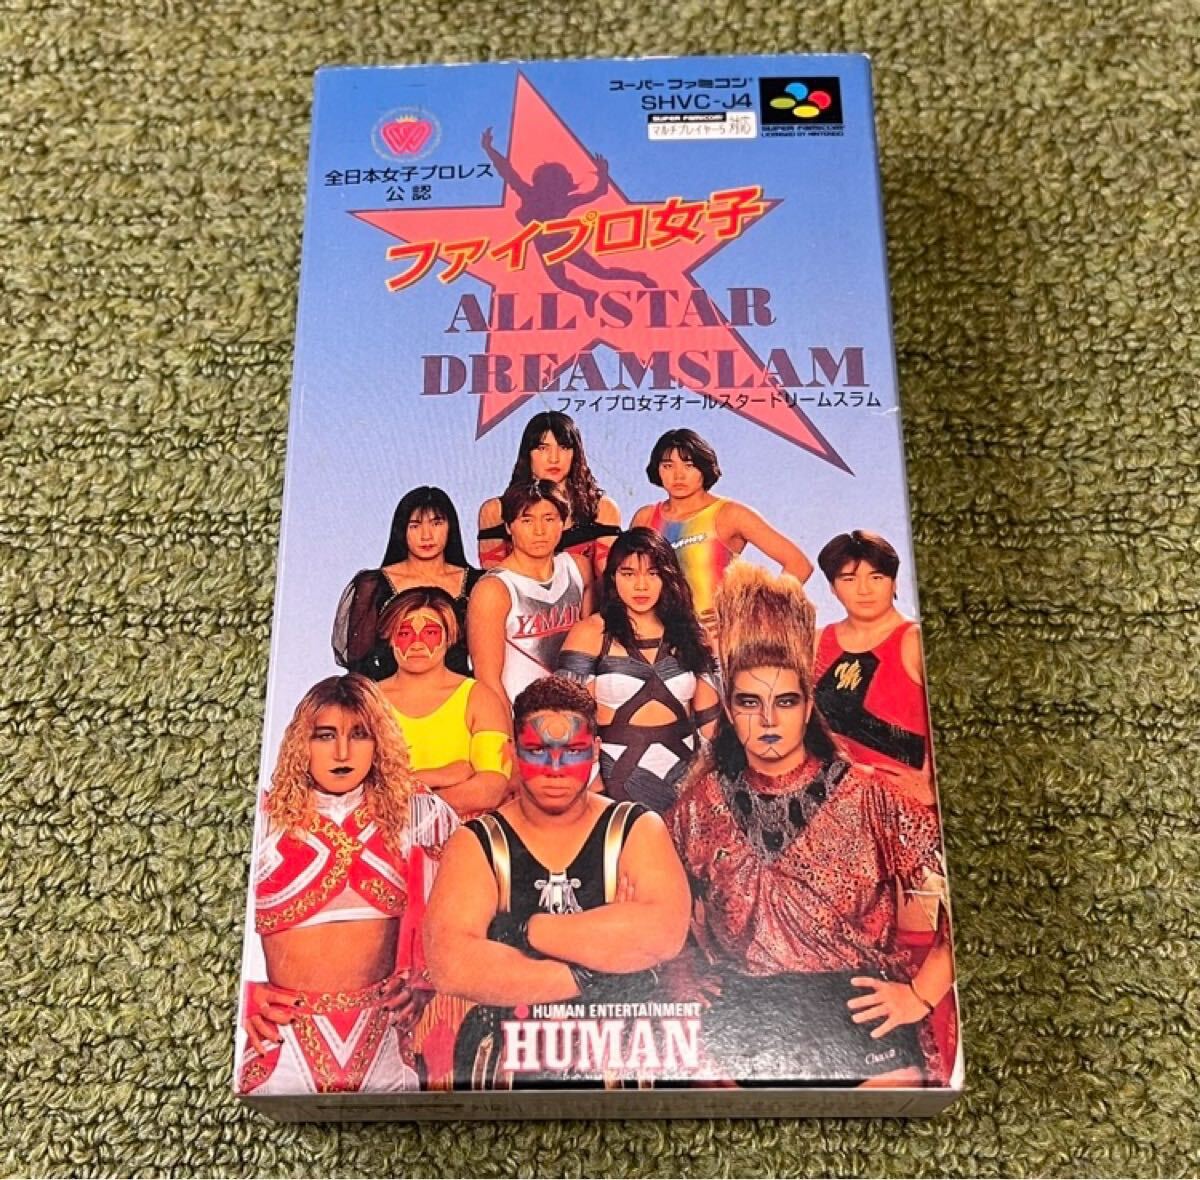 スーパーファミコン
SHVC-J4
SUPER FAMICOM
マルチプレイヤー5 対応
SUPER FAMICOM
LICENSED BY NINTENDO
全日本女子プロレス
公認
ファイプロ女子
ALL STAR
DREAMSLAM
ファイプロ女子オールスタードリームスラム
HUMAN ENTERTAINMENT
HUMAN